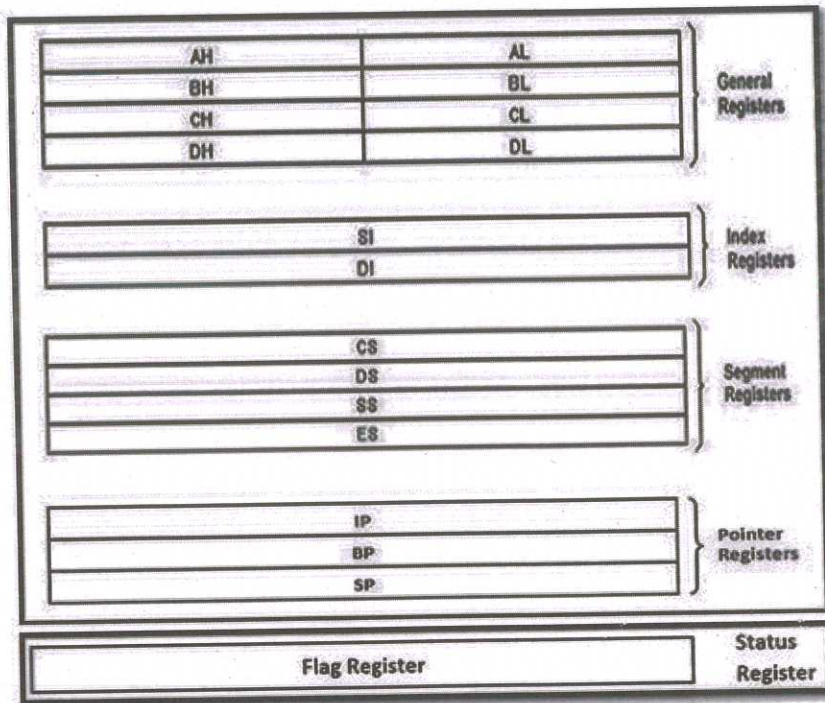 AH AL
BH BL
CH CL
DH DL
General
Registers
SI
DI
Index
Registers
CS
DS
SS
ES
Segment
Registers
IP
BP
SP
Pointer
Registers
Flag Register
Status
Register